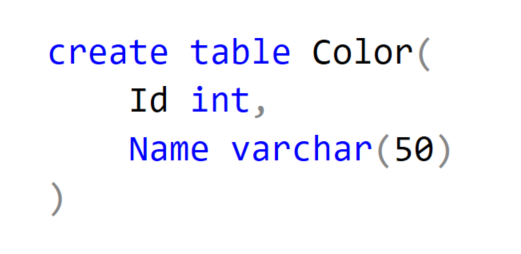 create table Color(
    Id int,
    Name varchar(50)
)